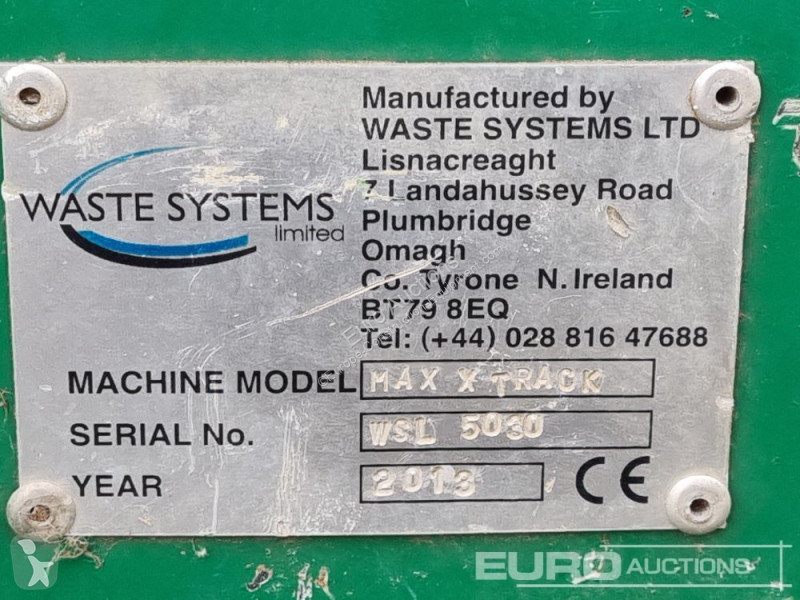 Manufactured by
WASTE SYSTEMS LTD
Lisnacreaght
7 Landahussey Road
Plumbridge
Omagh
Co. Tyrone N. Ireland
BT79 8EQ
Tel: (+44) 028 816 47688
WASTE SYSTEMS
limited
MACHINE MODEL MAX X TRACK
SERIAL No. WSL 5030
YEAR 2013 CE
EURO AUCTIONS